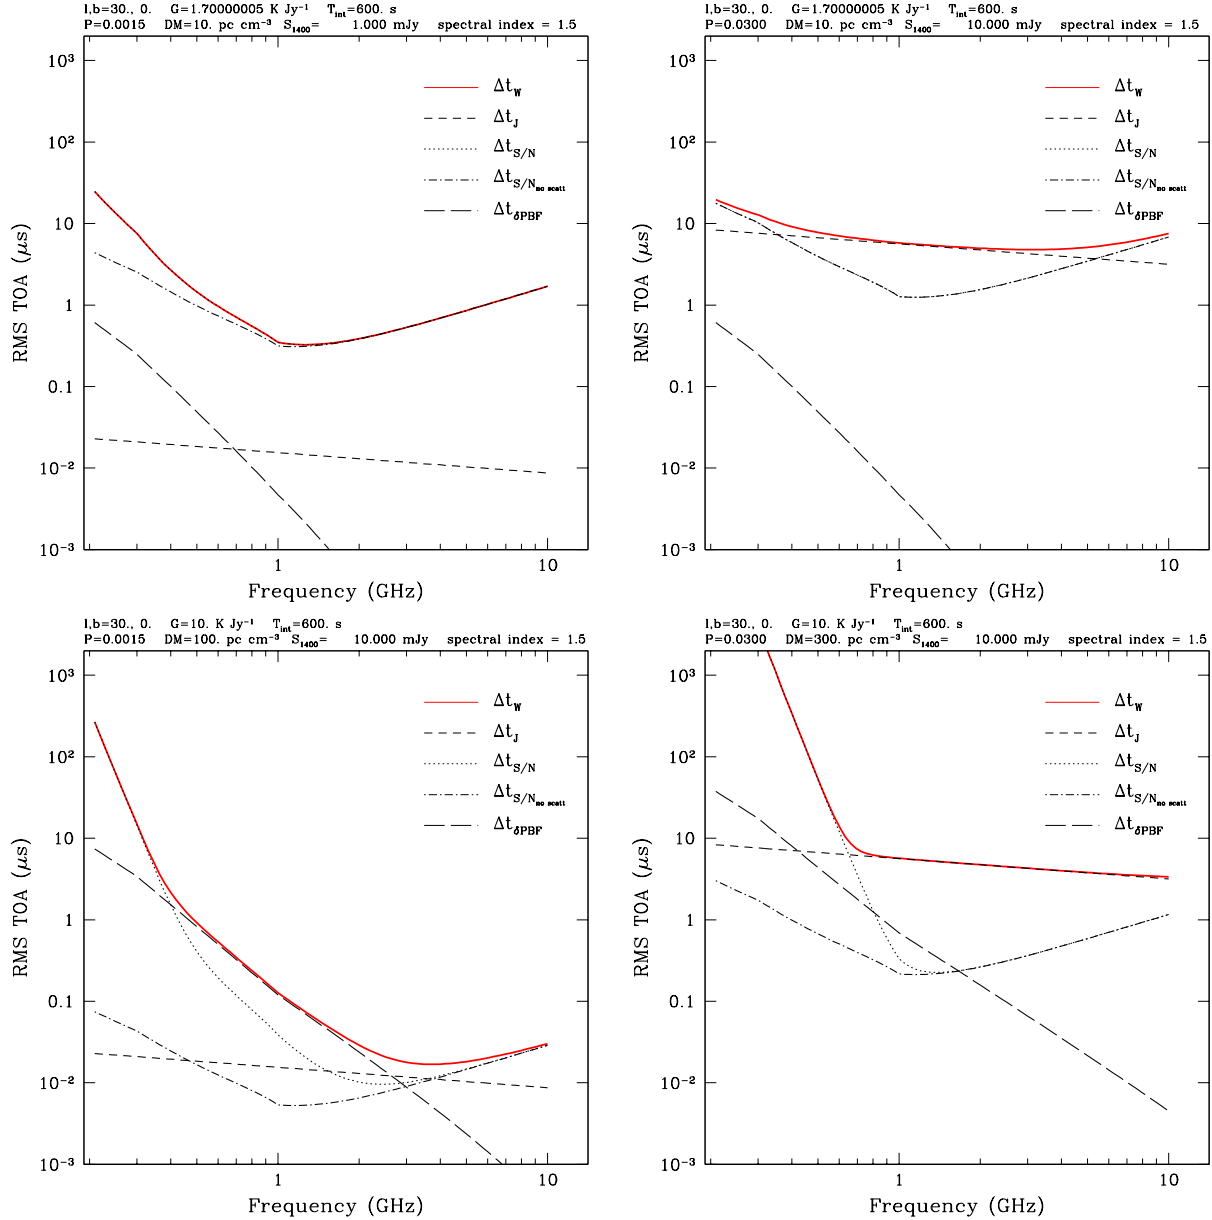 l,b=30., 0. G=1.70000005 K Jy⁻¹ T_int=600. s
P=0.0015 DM=10. pc cm⁻³ S_1400= 1.000 mJy spectral index = 1.5
10³
10²
10
1
0.1
10⁻²
10⁻³
RMS TOA (μs)
Δt_W
Δt_J
Δt_S/N
Δt_S/N_no scatt
Δt_δPBF
1
10
Frequency (GHz)
l,b=30., 0. G=1.70000005 K Jy⁻¹ T_int=600. s
P=0.0300 DM=10. pc cm⁻³ S_1400= 10.000 mJy spectral index = 1.5
10³
10²
10
1
0.1
10⁻²
10⁻³
RMS TOA (μs)
Δt_W
Δt_J
Δt_S/N
Δt_S/N_no scatt
Δt_δPBF
1
10
Frequency (GHz)
l,b=30., 0. G=10. K Jy⁻¹ T_int=600. s
P=0.0015 DM=100. pc cm⁻³ S_1400= 10.000 mJy spectral index = 1.5
10³
10²
10
1
0.1
10⁻²
10⁻³
RMS TOA (μs)
Δt_W
Δt_J
Δt_S/N
Δt_S/N_no scatt
Δt_δPBF
1
10
Frequency (GHz)
l,b=30., 0. G=10. K Jy⁻¹ T_int=600. s
P=0.0300 DM=300. pc cm⁻³ S_1400= 10.000 mJy spectral index = 1.5
10³
10²
10
1
0.1
10⁻²
10⁻³
RMS TOA (μs)
Δt_W
Δt_J
Δt_S/N
Δt_S/N_no scatt
Δt_δPBF
1
10
Frequency (GHz)